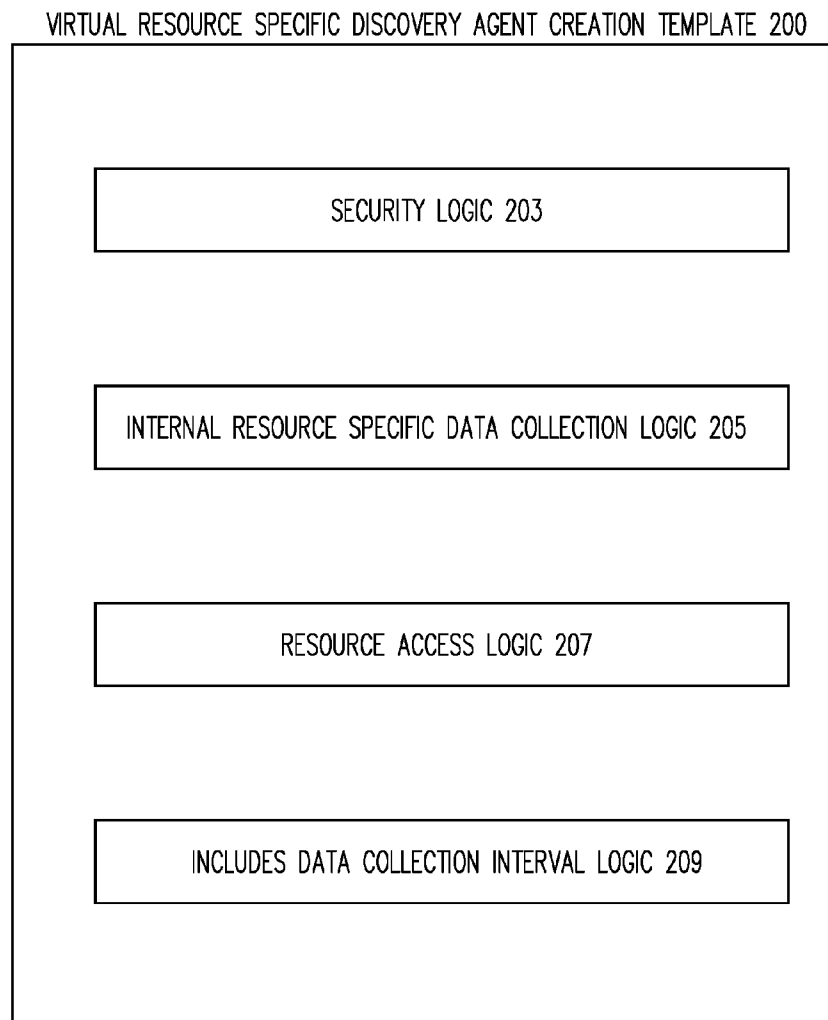 VIRTUAL RESOURCE SPECIFIC DISCOVERY AGENT CREATION TEMPLATE 200
SECURITY LOGIC 203
INTERNAL RESOURCE SPECIFIC DATA COLLECTION LOGIC 205
RESOURCE ACCESS LOGIC 207
INCLUDES DATA COLLECTION INTERVAL LOGIC 209